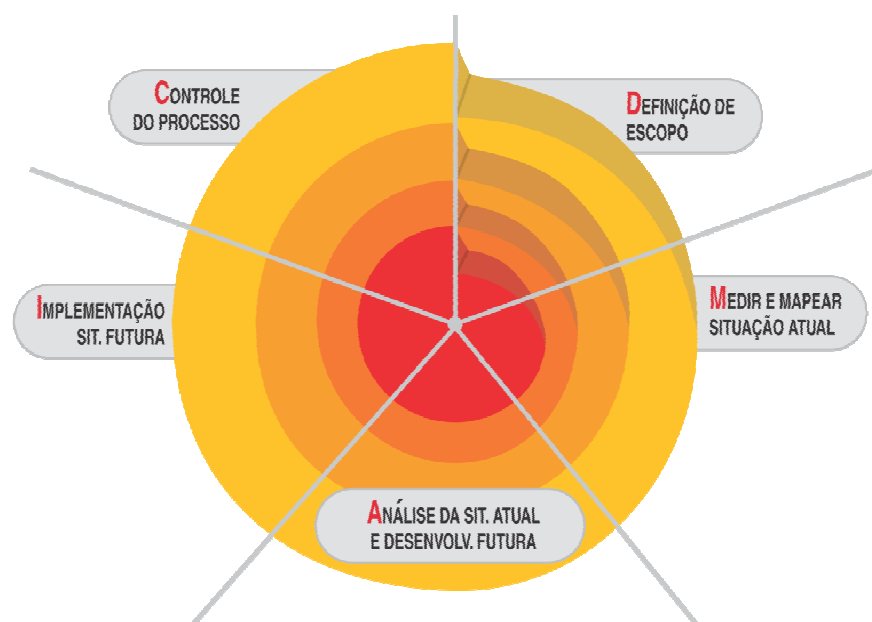 CONTROLE
DO PROCESSO
DEFINIÇÃO DE
ESCOPO
IMPLEMENTAÇÃO
SIT. FUTURA
MEDIR E MAPEAR
SITUAÇÃO ATUAL
ANÁLISE DA SIT. ATUAL
E DESENVOLV. FUTURA